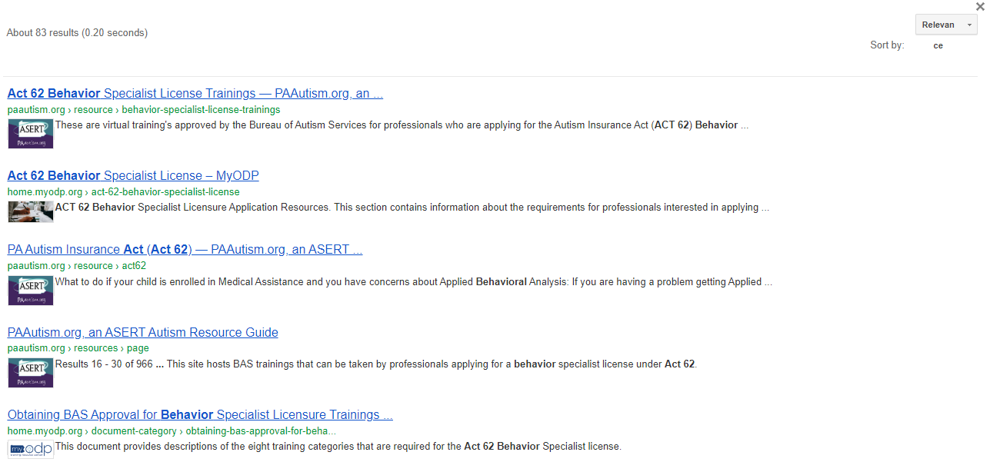 About 83 results (0.20 seconds)
Relevan
Sort by:
ce
Act 62 Behavior Specialist License Trainings — PAAutism.org, an ...
paautism.org › resource › behavior-specialist-license-trainings
ASERT
PAAutism.org
These are virtual training's approved by the Bureau of Autism Services for professionals who are applying for the Autism Insurance Act (ACT 62) Behavior ...
Act 62 Behavior Specialist License – MyODP
home.myodp.org › act-62-behavior-specialist-license
ACT 62 Behavior Specialist Licensure Application Resources. This section contains information about the requirements for professionals interested in applying ...
PA Autism Insurance Act (Act 62) — PAAutism.org, an ASERT ...
paautism.org › resource › act62
ASERT
PAAutism.org
What to do if your child is enrolled in Medical Assistance and you have concerns about Applied Behavioral Analysis: If you are having a problem getting Applied ...
PAAutism.org, an ASERT Autism Resource Guide
paautism.org › resources › page
ASERT
PAAutism.org
Results 16 - 30 of 966 ... This site hosts BAS trainings that can be taken by professionals applying for a behavior specialist license under Act 62.
Obtaining BAS Approval for Behavior Specialist Licensure Trainings ...
home.myodp.org › document-category › obtaining-bas-approval-for-beha...
my odp
This document provides descriptions of the eight training categories that are required for the Act 62 Behavior Specialist license.